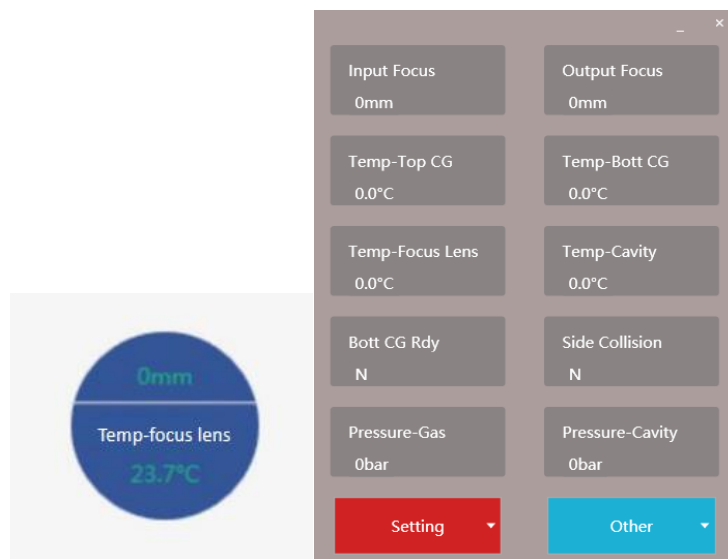 0mm
Temp-focus lens
23.7°C
Input Focus
0mm
Output Focus
0mm
Temp-Top CG
0.0°C
Temp-Bott CG
0.0°C
Temp-Focus Lens
0.0°C
Temp-Cavity
0.0°C
Bott CG Rdy
N
Side Collision
N
Pressure-Gas
0bar
Pressure-Cavity
0bar
Setting
Other